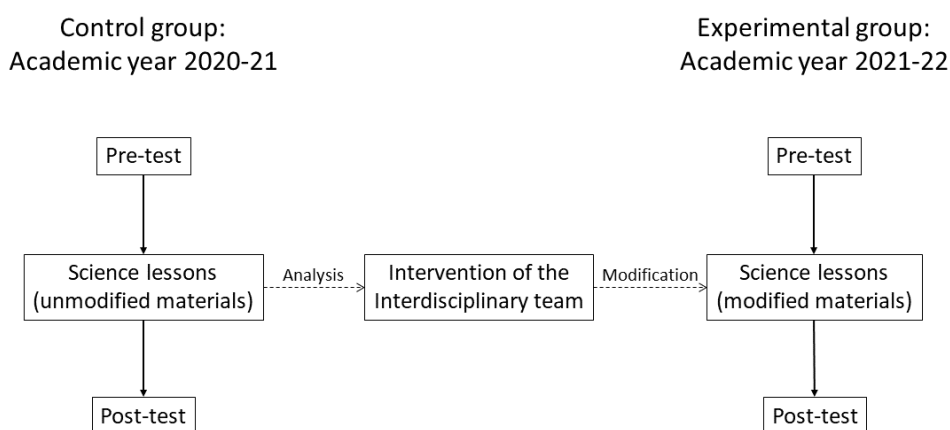 Control group:
Academic year 2020-21
Experimental group:
Academic year 2021-22
Pre-test
Pre-test
Science lessons
(unmodified materials)
Analysis
Intervention of the
Interdisciplinary team
Modification
Science lessons
(modified materials)
Post-test
Post-test